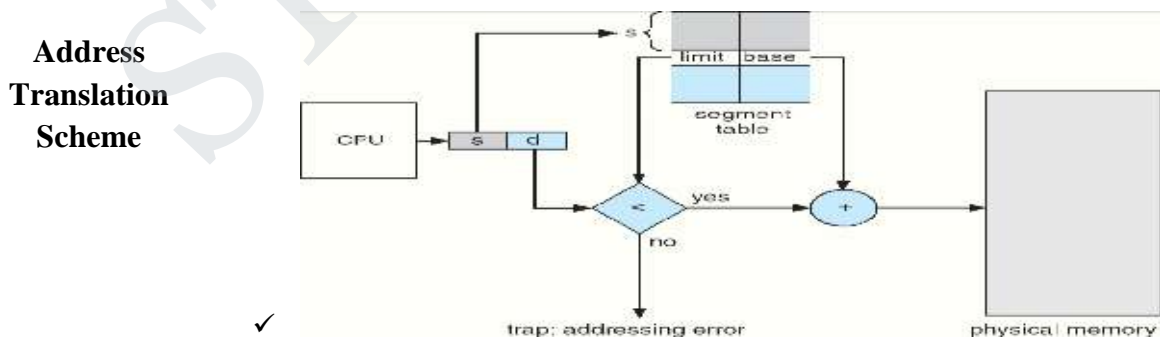 Address
Translation
Scheme
s
limit base
segment
table
CPU
s d
<
yes
+
no
✓
trap: addressing error
physical memory